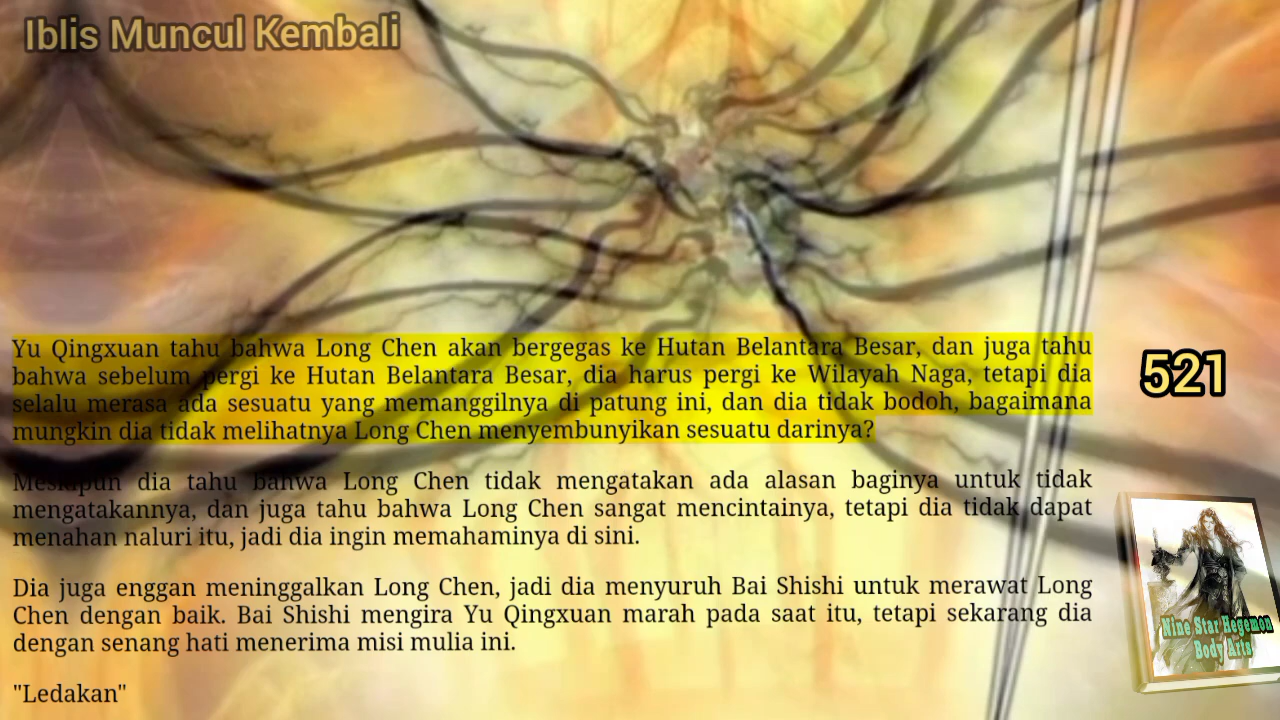 Iblis Muncul Kembali
Yu Qingxuan tahu bahwa Long Chen akan bergegas ke Hutan Belantara Besar, dan juga tahu
bahwa sebelum pergi ke Hutan Belantara Besar, dia harus pergi ke Wilayah Naga, tetapi dia
selalu merasa ada sesuatu yang memanggilnya di patung ini, dan dia tidak bodoh, bagaimana
mungkin dia tidak melihatnya Long Chen menyembunyikan sesuatu darinya?
521
Meskipun dia tahu bahwa Long Chen tidak mengatakan ada alasan baginya untuk tidak
mengatakannya, dan juga tahu bahwa Long Chen sangat mencintainya, tetapi dia tidak dapat
menahan naluri itu, jadi dia ingin memahaminya di sini.
Dia juga enggan meninggalkan Long Chen, jadi dia menyuruh Bai Shishi untuk merawat Long
Chen dengan baik. Bai Shishi mengira Yu Qingxuan marah pada saat itu, tetapi sekarang dia
dengan senang hati menerima misi mulia ini.
"Ledakan"
Nine Star Hegemon
Body Arts